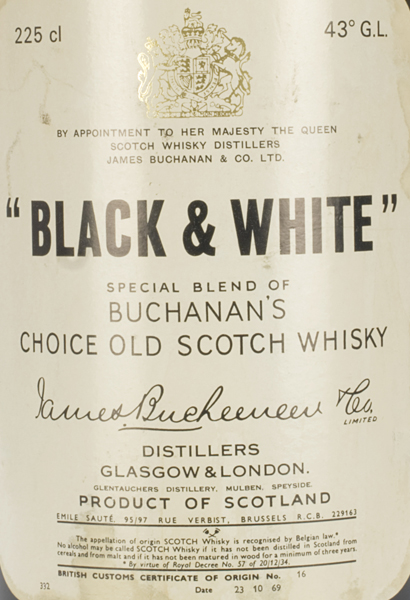 225 cl 43° G.L.
BY APPOINTMENT TO HER MAJESTY THE QUEEN
SCOTCH WHISKY DISTILLERS
JAMES BUCHANAN & CO. LTD.
"BLACK & WHITE"
SPECIAL BLEND OF
BUCHANAN'S
CHOICE OLD SCOTCH WHISKY
James Buchanan & Co.
LIMITED
DISTILLERS
GLASGOW & LONDON.
GLENTAUCHERS DISTILLERY, MULBEN, SPEYSIDE.
PRODUCT OF SCOTLAND
EMILE SAUTÉ. 95/97 RUE VERBIST, BRUSSELS R.C.B. 229163
The appelation of origin SCOTCH Whisky is recognised by Belgian law.*
No alcohol may be called SCOTCH Whisky if it has not been distilled in Scotland from
cereals and malt and if it has not been matured in wood for a minimum of three years.
* By virtue of Royal Decree No. 57 of 20/12/34.
BRITISH CUSTOMS CERTIFICATE OF ORIGIN No. 16
392 Date 23 10 69